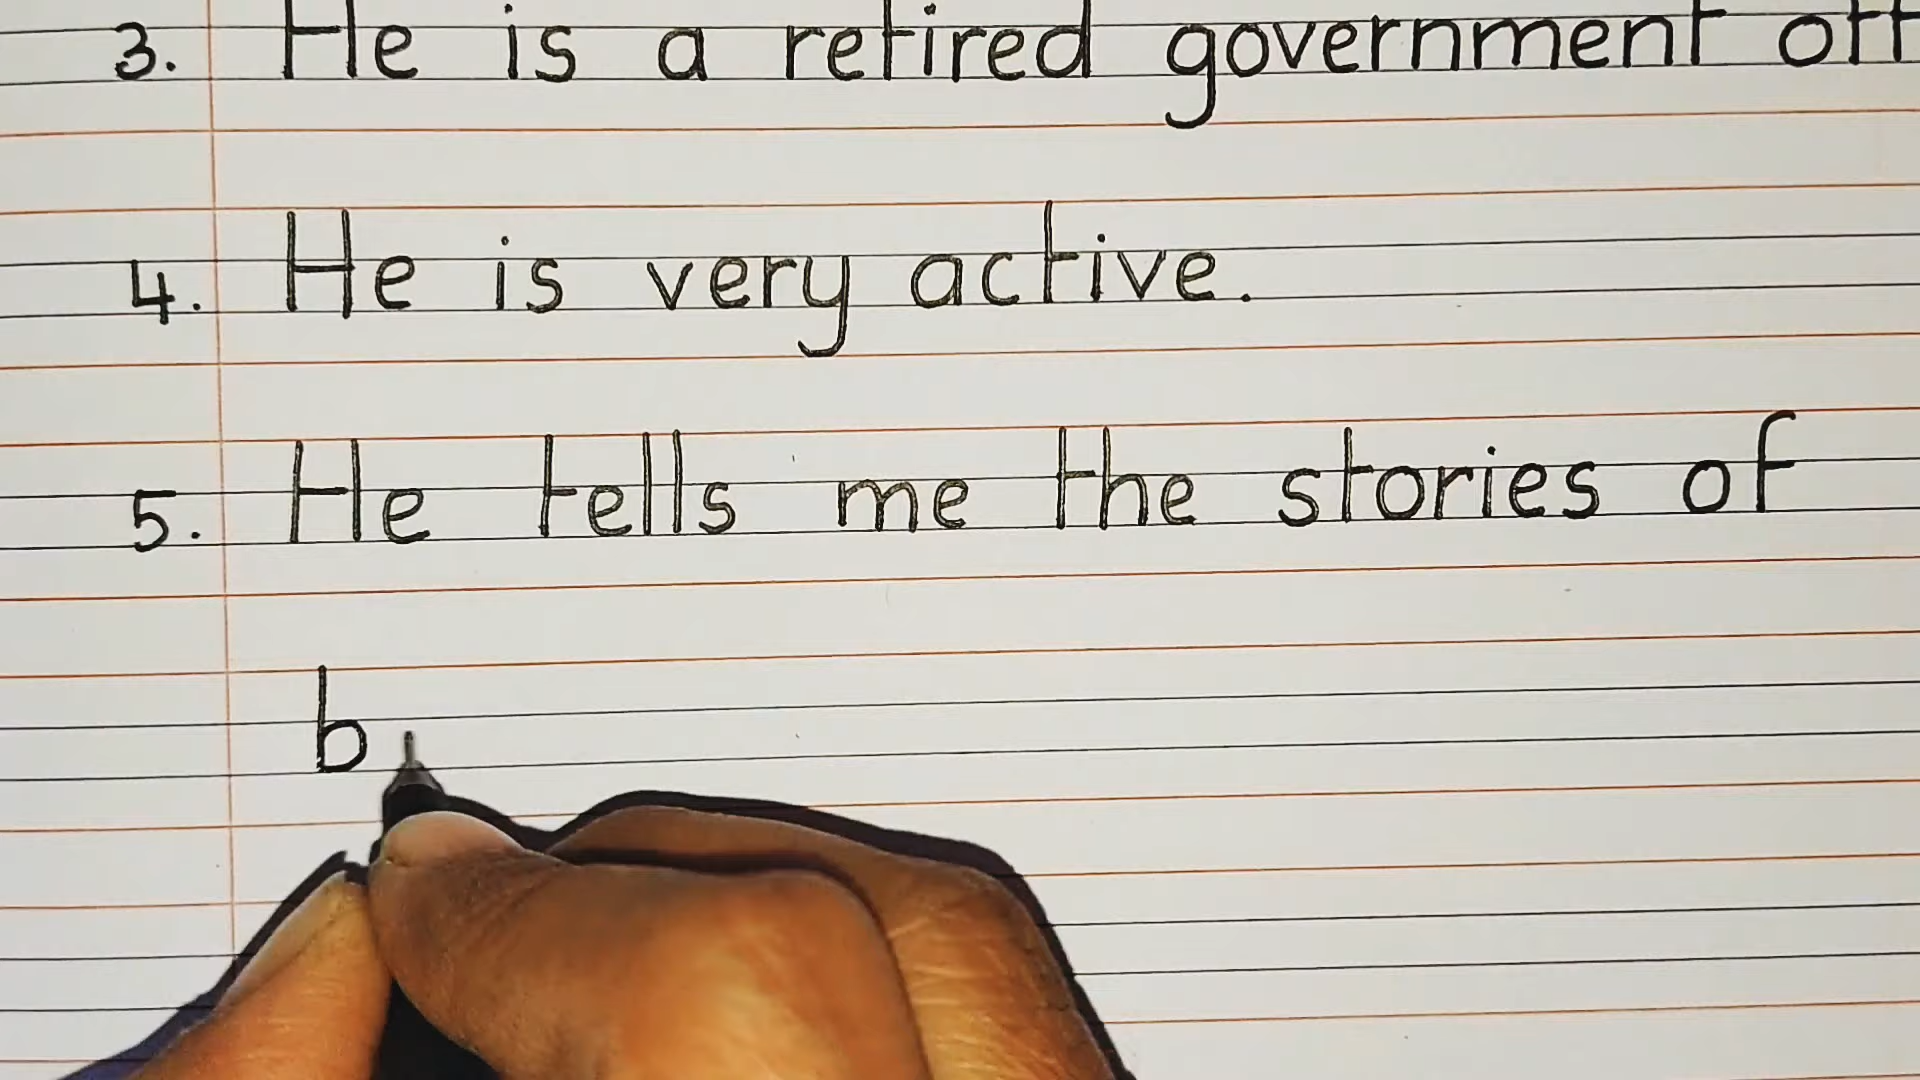 3. He is a retired government
4. He is very active.
5. He tells me the stories of
b